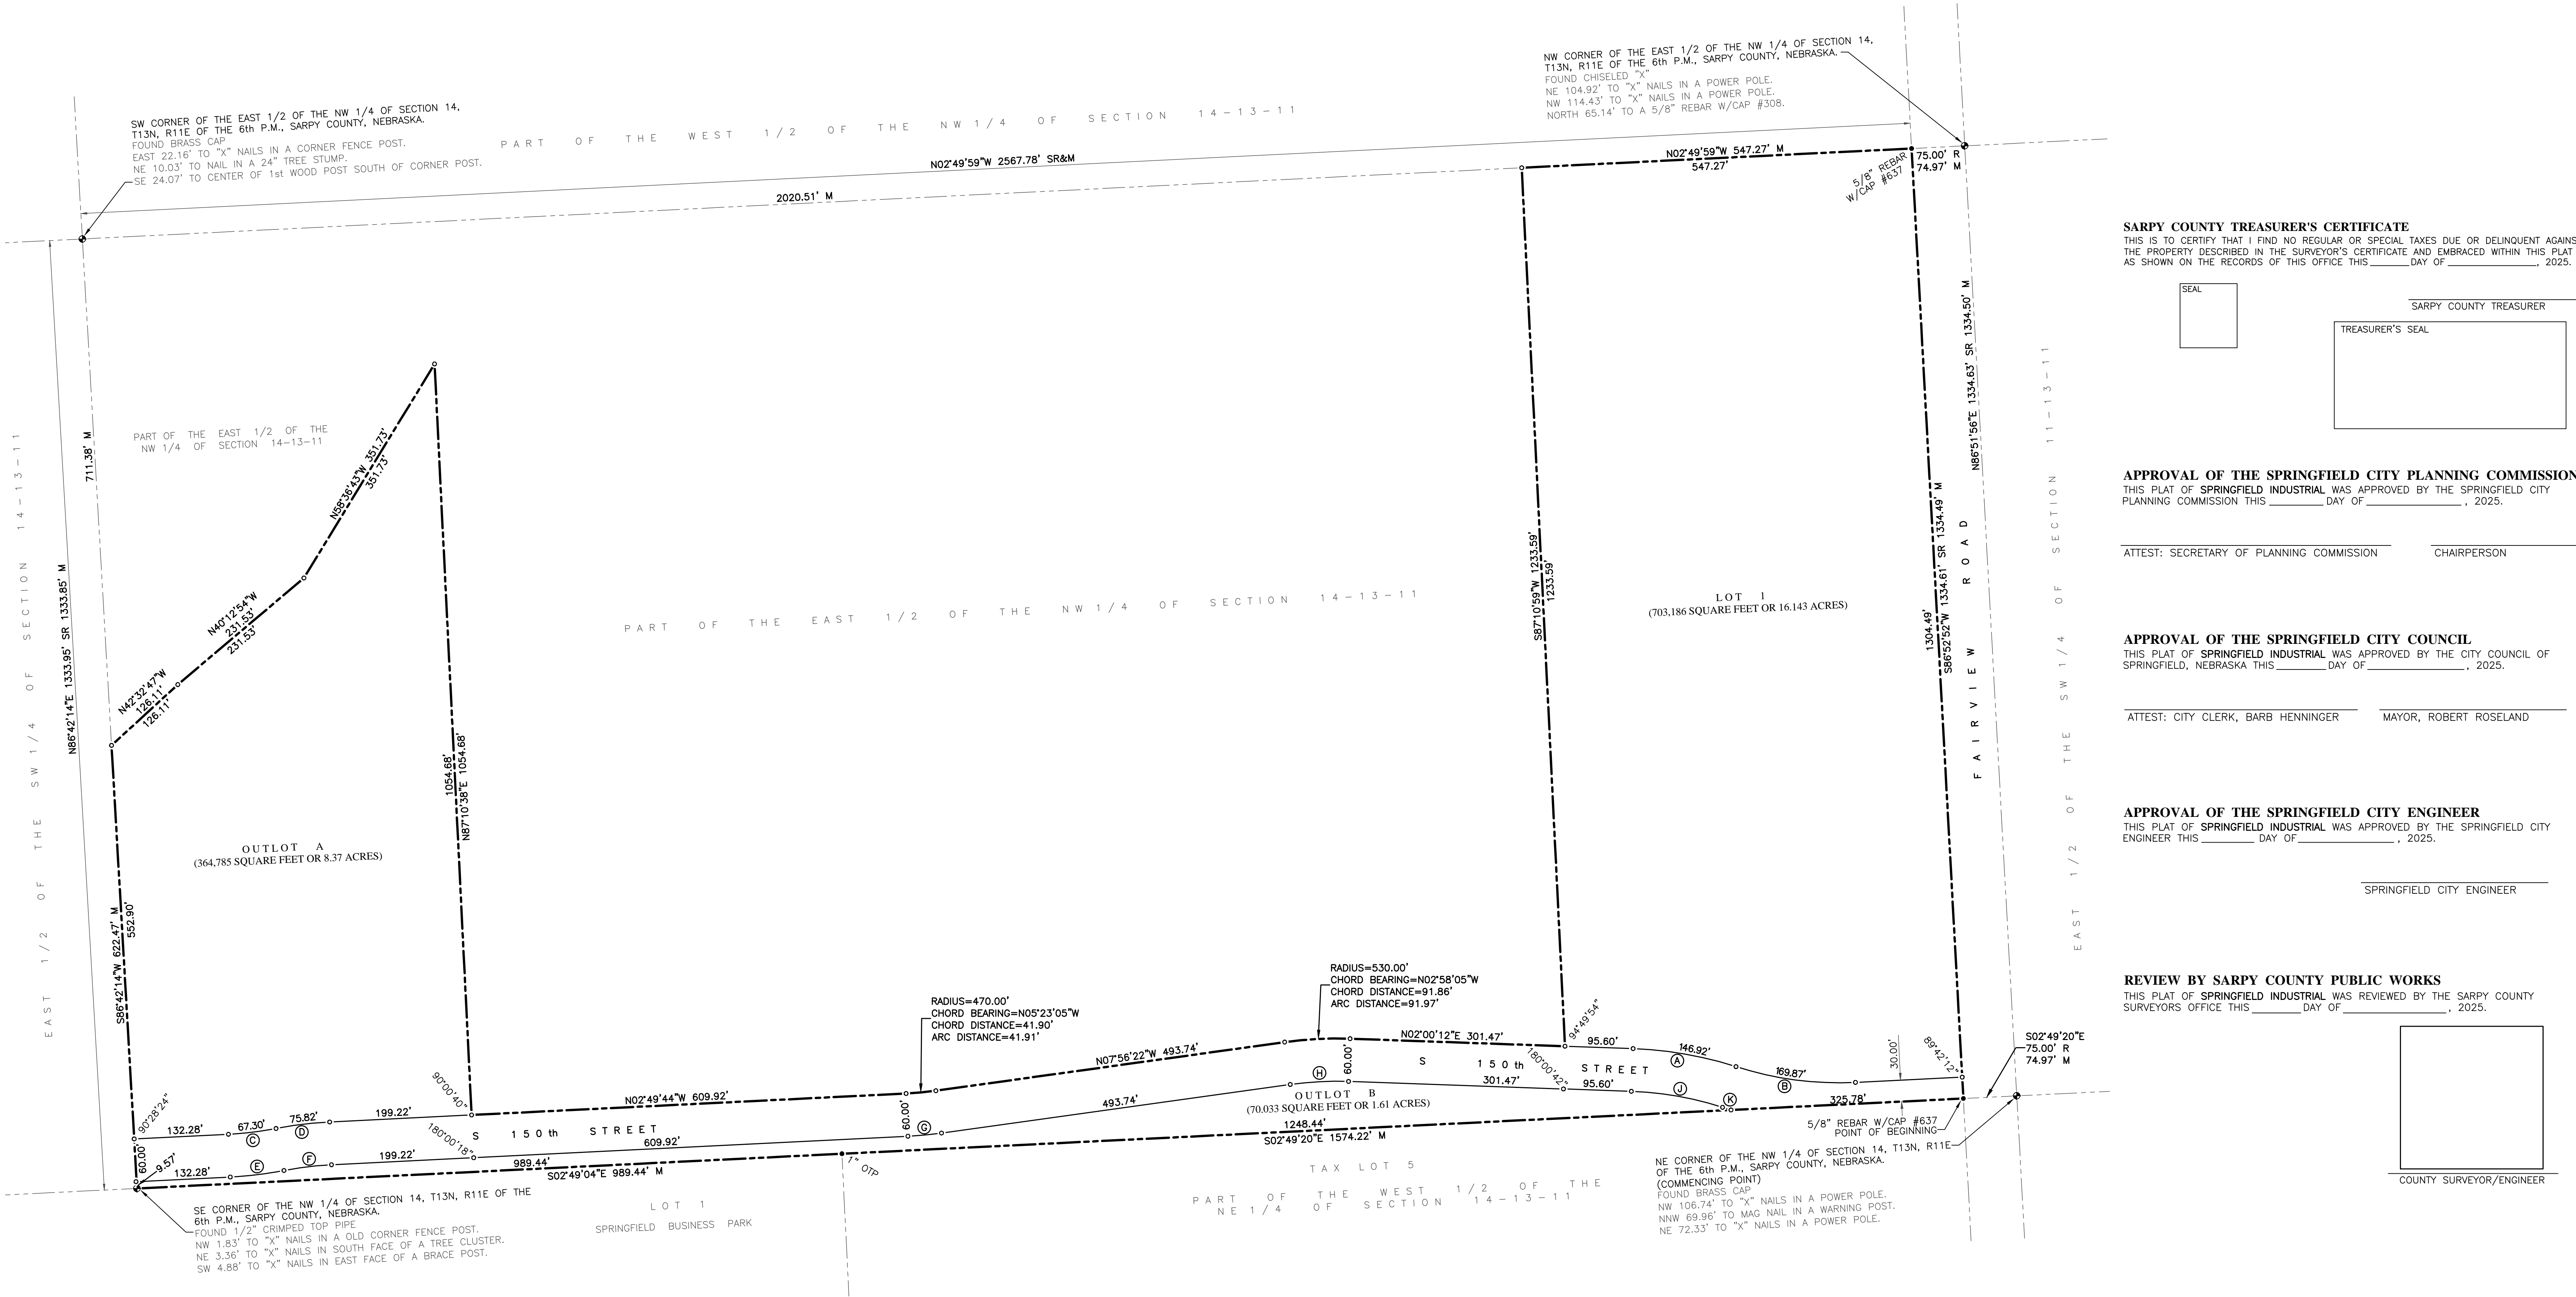 NW CORNER OF THE EAST 1/2 OF THE NW 1/4 OF SECTION 14,
T13N, R11E OF THE 6th P.M., SARPY COUNTY, NEBRASKA.
FOUND CHISELED "X"
NE 104.92' TO "X" NAILS IN A POWER POLE.
NW 114.43' TO "X" NAILS IN A POWER POLE.
NORTH 65.14' TO A 5/8" REBAR W/CAP #308.
SW CORNER OF THE EAST 1/2 OF THE NW 1/4 OF SECTION 14,
T13N, R11E OF THE 6th P.M., SARPY COUNTY, NEBRASKA.
FOUND BRASS CAP
EAST 22.16' TO "X" NAILS IN A CORNER FENCE POST.
NE 10.03' TO NAIL IN A 24" TREE STUMP.
SE 24.07' TO CENTER OF 1st WOOD POST SOUTH OF CORNER POST.
PART OF THE WEST 1/2 OF THE NW 1/4 OF SECTION 14-13-11
N02°49'59"W 2567.78' SR&M
2020.51' M
N02°49'59"W 547.27' M
547.27'
5/8" REBAR
W/CAP #637
75.00' R
74.97' M
PART OF THE EAST 1/2 OF THE
NW 1/4 OF SECTION 14-13-11
711.38' M
N86°42'14"E 1333.95' SR 1333.85' M
EAST 1/2 OF THE SW 1/4 OF SECTION 14-13-11
N58°36'43"W 351.73'
351.73'
N40°12'54"W
231.53'
231.53'
N42°32'47"W
126.11'
126.11'
1054.68'
N87°10'38"E 1054.68'
OUTLOT A
(364,785 SQUARE FEET OR 8.37 ACRES)
S86°42'14"W 622.47' M
552.90'
PART OF THE EAST 1/2 OF THE NW 1/4 OF SECTION 14-13-11
S87°10'59"W 1233.59'
1233.59'
LOT 1
(703,186 SQUARE FEET OR 16.143 ACRES)
1304.49'
S86°52'52"W 1334.61' SR 1334.49' M
N86°51'56"E 1334.63' SR 1334.50' M
FAIRVIEW ROAD
EAST 1/2 OF THE SW 1/4 OF SECTION 11-13-11
RADIUS=470.00'
CHORD BEARING=N05°23'05"W
CHORD DISTANCE=41.90'
ARC DISTANCE=41.91'
RADIUS=530.00'
CHORD BEARING=N02°58'05"W
CHORD DISTANCE=91.86'
ARC DISTANCE=91.97'
90°28'24"
132.28'
67.30'
C
75.82'
D
199.22'
90°00'40"
N02°49'44"W 609.92'
N07°56'22"W 493.74'
N02°00'12"E 301.47'
94°49'54"
95.60'
146.92'
A
169.87'
B
30.00'
89°42'12"
S02°49'20"E
75.00' R
74.97' M
60.00'
9.57'
132.28'
E
F
199.22'
180°00'18"
S 150th STREET
609.92'
60.00'
G
493.74'
H
60.00'
S 150th STREET
301.47'
180°00'42"
95.60'
J
K
325.78'
OUTLOT B
(70.033 SQUARE FEET OR 1.61 ACRES)
989.44'
S02°49'04"E 989.44' M
1" OTP
1248.44'
S02°49'20"E 1574.22' M
5/8" REBAR W/CAP #637
POINT OF BEGINNING
NE CORNER OF THE NW 1/4 OF SECTION 14, T13N, R11E
OF THE 6th P.M., SARPY COUNTY, NEBRASKA.
(COMMENCING POINT)
FOUND BRASS CAP
NW 106.74' TO "X" NAILS IN A POWER POLE.
NNW 69.96' TO MAG NAIL IN A WARNING POST.
NE 72.33' TO "X" NAILS IN A POWER POLE.
TAX LOT 5
PART OF THE WEST 1/2 OF THE
NE 1/4 OF SECTION 14-13-11
SE CORNER OF THE NW 1/4 OF SECTION 14, T13N, R11E OF THE
6th P.M., SARPY COUNTY, NEBRASKA.
FOUND 1/2" CRIMPED TOP PIPE
NW 1.83' TO "X" NAILS IN A OLD CORNER FENCE POST.
NE 3.36' TO "X" NAILS IN SOUTH FACE OF A TREE CLUSTER.
SW 4.88' TO "X" NAILS IN EAST FACE OF A BRACE POST.
LOT 1
SPRINGFIELD BUSINESS PARK
SARPY COUNTY TREASURER'S CERTIFICATE
THIS IS TO CERTIFY THAT I FIND NO REGULAR OR SPECIAL TAXES DUE OR DELINQUENT AGAINS
THE PROPERTY DESCRIBED IN THE SURVEYOR'S CERTIFICATE AND EMBRACED WITHIN THIS PLAT
AS SHOWN ON THE RECORDS OF THIS OFFICE THIS ______ DAY OF ______________, 2025.
SEAL
SARPY COUNTY TREASURER
TREASURER'S SEAL
APPROVAL OF THE SPRINGFIELD CITY PLANNING COMMISSION
THIS PLAT OF SPRINGFIELD INDUSTRIAL WAS APPROVED BY THE SPRINGFIELD CITY
PLANNING COMMISSION THIS ________ DAY OF ______________, 2025.
ATTEST: SECRETARY OF PLANNING COMMISSION CHAIRPERSON
APPROVAL OF THE SPRINGFIELD CITY COUNCIL
THIS PLAT OF SPRINGFIELD INDUSTRIAL WAS APPROVED BY THE CITY COUNCIL OF
SPRINGFIELD, NEBRASKA THIS ________ DAY OF ______________, 2025.
ATTEST: CITY CLERK, BARB HENNINGER MAYOR, ROBERT ROSELAND
APPROVAL OF THE SPRINGFIELD CITY ENGINEER
THIS PLAT OF SPRINGFIELD INDUSTRIAL WAS APPROVED BY THE SPRINGFIELD CITY
ENGINEER THIS ________ DAY OF ______________, 2025.
SPRINGFIELD CITY ENGINEER
REVIEW BY SARPY COUNTY PUBLIC WORKS
THIS PLAT OF SPRINGFIELD INDUSTRIAL WAS REVIEWED BY THE SARPY COUNTY
SURVEYORS OFFICE THIS ________ DAY OF ______________, 2025.
COUNTY SURVEYOR/ENGINEER